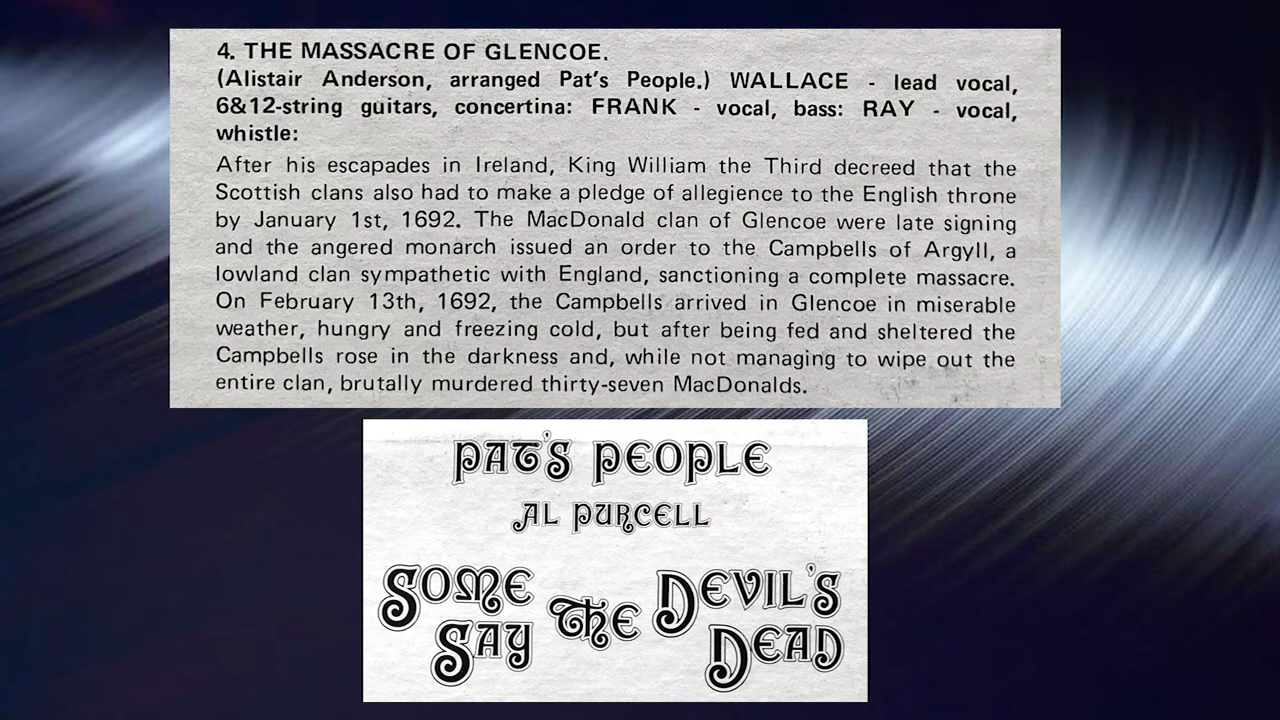 4. THE MASSACRE OF GLENCOE.
(Alistair Anderson, arranged Pat's People.) WALLACE - lead vocal,
6&12-string guitars, concertina: FRANK - vocal, bass: RAY - vocal,
whistle:
After his escapades in Ireland, King William the Third decreed that the
Scottish clans also had to make a pledge of allegience to the English throne
by January 1st, 1692. The MacDonald clan of Glencoe were late signing
and the angered monarch issued an order to the Campbells of Argyll, a
lowland clan sympathetic with England, sanctioning a complete massacre.
On February 13th, 1692, the Campbells arrived in Glencoe in miserable
weather, hungry and freezing cold, but after being fed and sheltered the
Campbells rose in the darkness and, while not managing to wipe out the
entire clan, brutally murdered thirty-seven MacDonalds.
PAT'S PEOPLE
AL PURCELL
SOME SAY THE DEVIL'S DEAD